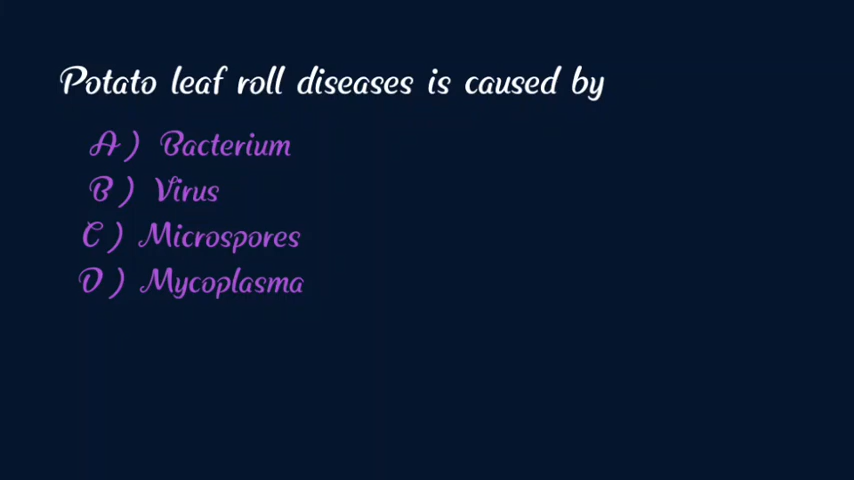 Potato leaf roll diseases is caused by
A) Bacterium
B) Virus
C) Microspores
D) Mycoplasma